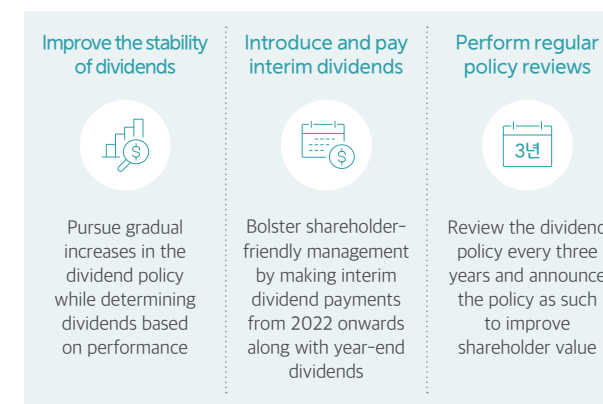 Improve the stability
of dividends
Pursue gradual
increases in the
dividend policy
while determining
dividends based
on performance
Introduce and pay
interim dividends
Bolster shareholder-
friendly management
by making interim
dividend payments
from 2022 onwards
along with year-end
dividends
Perform regular
policy reviews
3년
Review the dividend
policy every three
years and announce
the policy as such
to improve
shareholder value